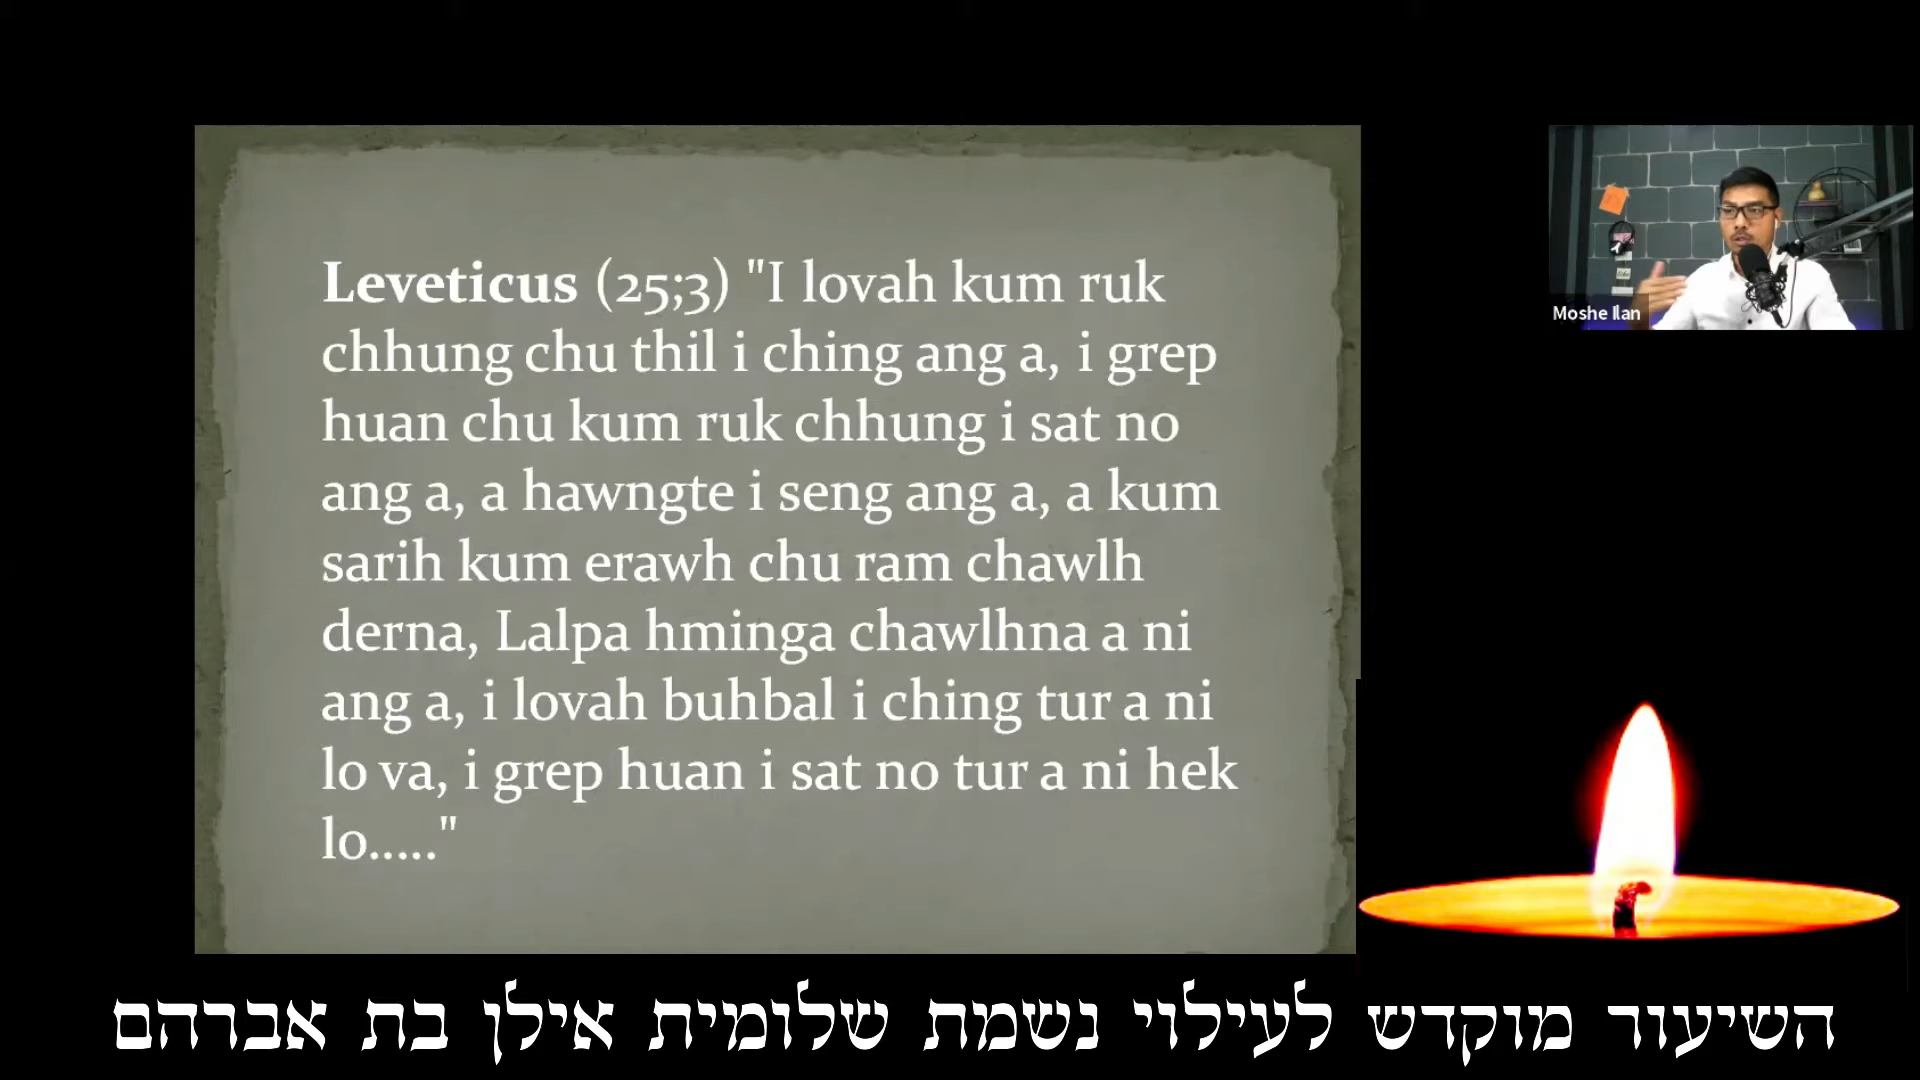 Leveticus (25;3) "I lovah kum ruk
chhung chu thil i ching ang a, i grep
huan chu kum ruk chhung i sat no
ang a, a hawngte i seng ang a, a kum
sarih kum erawh chu ram chawlh
derna, Lalpa hminga chawlhna a ni
ang a, i lovah buhbal i ching tur a ni
lo va, i grep huan i sat no tur a ni hek
lo....."
Moshe Ilan
השיעור מוקדש לעילוי נשמת שלומית אילן בת אברהם